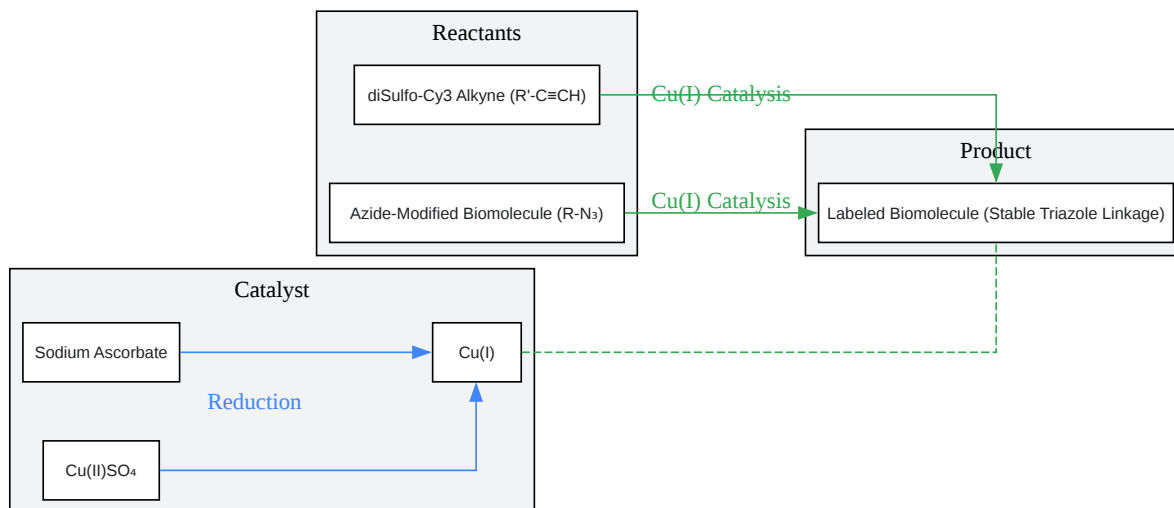 Reactants
diSulfo-Cy3 Alkyne (R'-C≡CH)
Cu(I) Catalysis
Product
Azide-Modified Biomolecule (R-N₃)
Cu(I) Catalysis
Labeled Biomolecule (Stable Triazole Linkage)
Catalyst
Sodium Ascorbate
Cu(I)
Reduction
Cu(II)SO₄